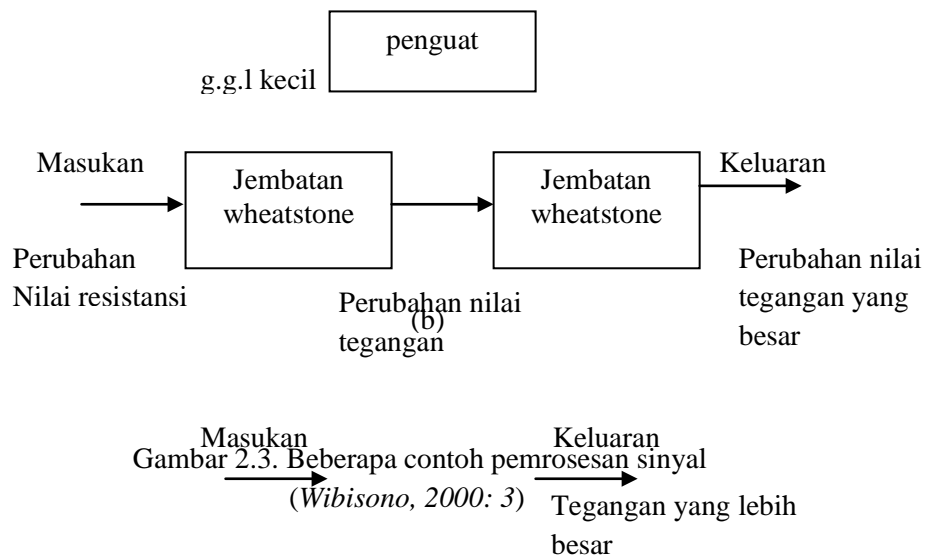 penguat
g.g.l kecil
Masukan
Jembatan
wheatstone
Jembatan
wheatstone
Keluaran
Perubahan
Nilai resistansi
Perubahan nilai
tegangan
(b)
Perubahan nilai
tegangan yang
besar
Masukan
Keluaran
Gambar 2.3. Beberapa contoh pemrosesan sinyal
(Wibisono, 2000: 3)
Tegangan yang lebih
besar